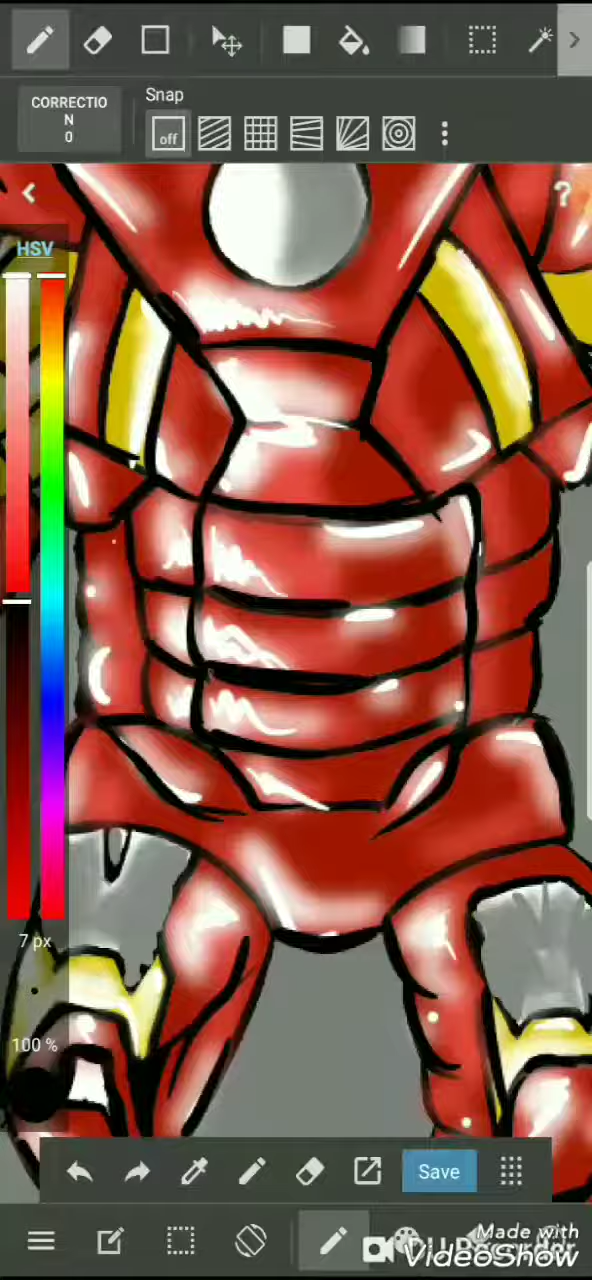 CORRECTIO
N
0
Snap
off
?
HSV
7 px
100 %
Save
Made with
VideoShow